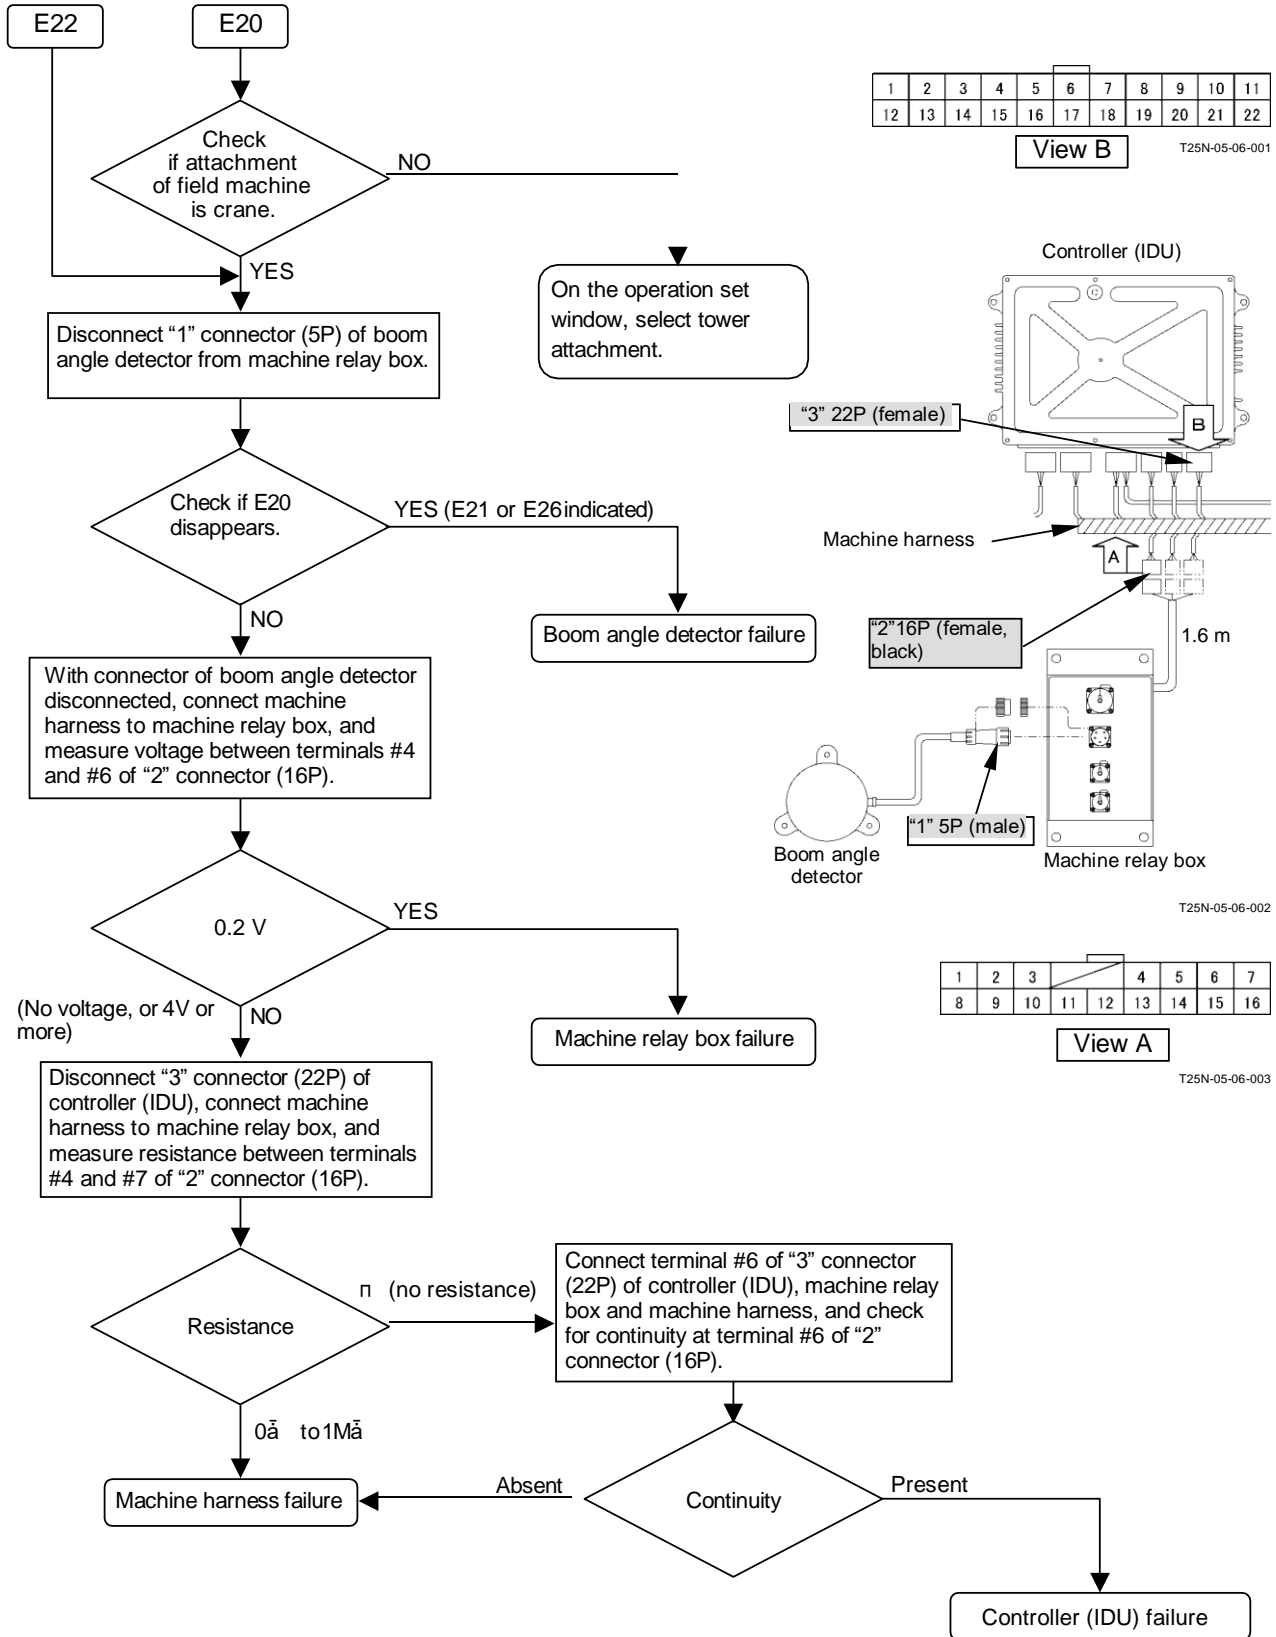 E22
E20
Check
if attachment
of field machine
is crane.
NO
YES
On the operation set
window, select tower
attachment.
Disconnect “1” connector (5P) of boom
angle detector from machine relay box.
Check if E20
disappears.
YES (E21 or E26indicated)
NO
Boom angle detector failure
With connector of boom angle detector
disconnected, connect machine
harness to machine relay box, and
measure voltage between terminals #4
and #6 of “2” connector (16P).
0.2 V
YES
(No voltage, or 4V or
more)
NO
Machine relay box failure
Disconnect “3” connector (22P) of
controller (IDU), connect machine
harness to machine relay box, and
measure resistance between terminals
#4 and #7 of “2” connector (16P).
Resistance
п (no resistance)
0å̄ to1Må̄
Machine harness failure
Connect terminal #6 of “3” connector
(22P) of controller (IDU), machine relay
box and machine harness, and check
for continuity at terminal #6 of “2”
connector (16P).
Absent
Continuity
Present
Controller (IDU) failure
1 2 3 4 5 6 7 8 9 10 11
12 13 14 15 16 17 18 19 20 21 22
View B
T25N-05-06-001
Controller (IDU)
“3” 22P (female)
B
Machine harness
A
“2”16P (female,
black)
1.6 m
“1” 5P (male)
Boom angle
detector
Machine relay box
T25N-05-06-002
1 2 3 4 5 6 7
8 9 10 11 12 13 14 15 16
View A
T25N-05-06-003